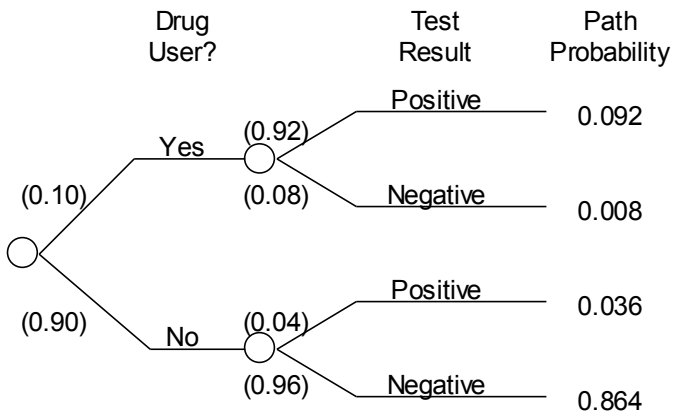 Drug Test Path
User? Result Probability
Positive
0.092
(0.92)
Yes
(0.10)
(0.08)
Negative
0.008
Positive
0.036
(0.90)
(0.04)
No
(0.96)
Negative
0.864